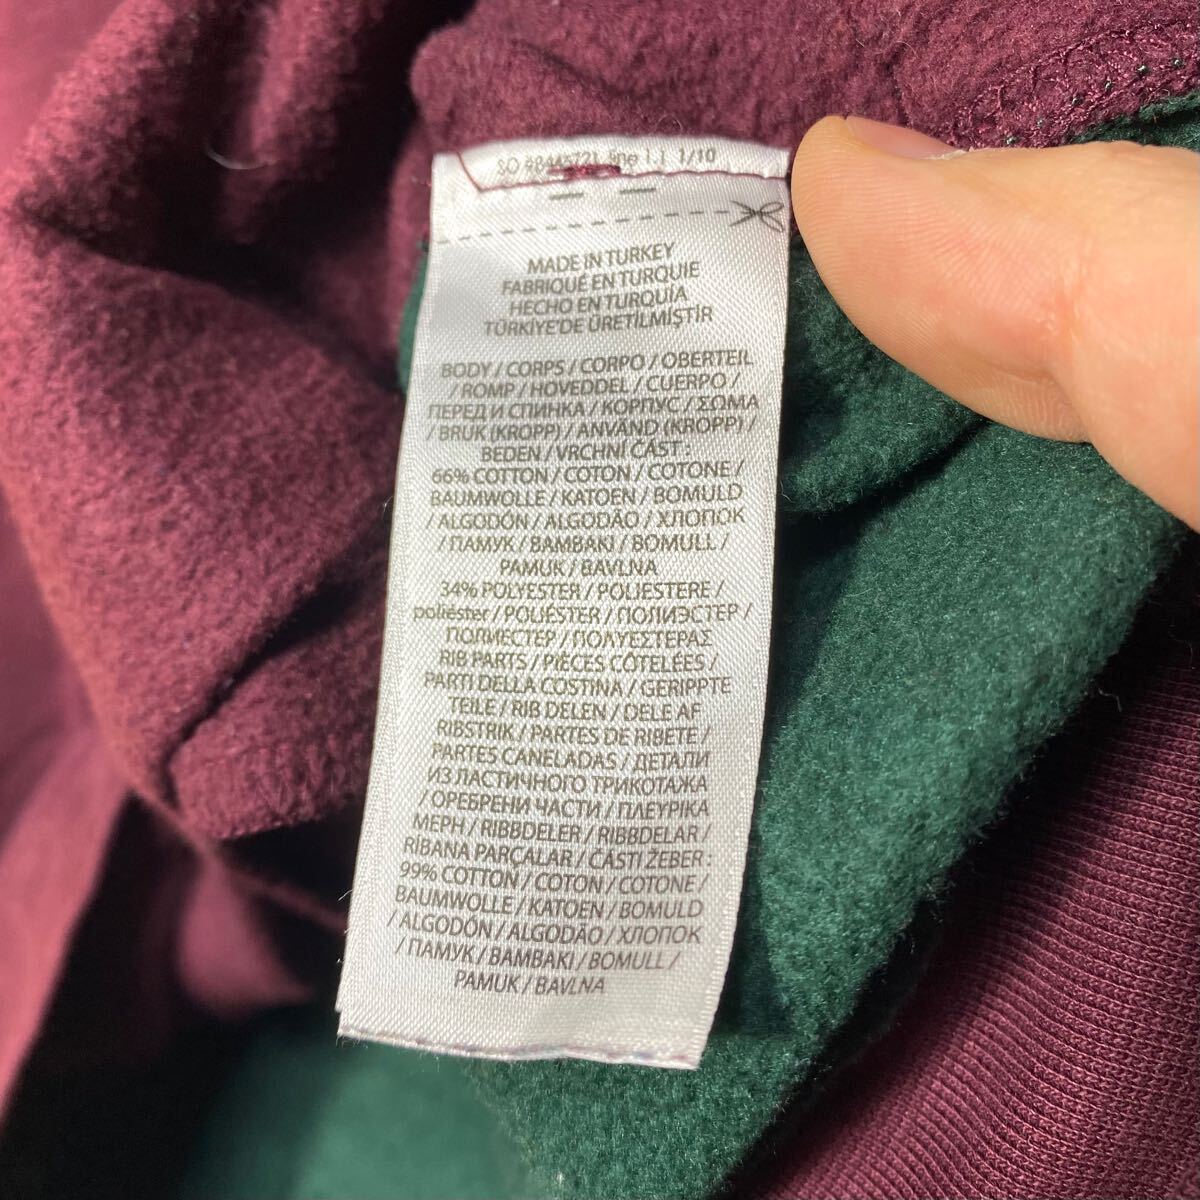 1/10
MADE IN TURKEY
FABRIQUÉ EN TURQUIE
HECHO EN TURQUÍA
TÜRKİYE'DE ÜRETİLMİŞTİR
BODY / CORPS / CORPO / OBERTEIL
/ ROMP / HOVEDDEL / CUERPO /
ПЕРЕД И СПИНКА / КОРПУС / ΣΩΜΑ
/ BRUK (KROPP) / ANVÄND (KROPP) /
BEDEN / VRCHNÍ ČÁST :
66% COTTON / COTON / COTONE /
BAUMWOLLE / KATOEN / BOMULD
/ ALGODÓN / ALGODÃO / ХЛОПОК
/ ПАМУК / BAMBAKI / BOMULL /
PAMUK / BAVLNA
34% POLYESTER / POLIESTERE /
poliéster / POLIÉSTER / ПОЛИЭСТЕР /
ПОЛИЕСТЕР / ΠΟΛΥΕΣΤΕΡΑΣ
RIB PARTS / PIÈCES CÔTELÉES /
PARTI DELLA COSTINA / GERIPPTE
TEILE / RIB DELEN / DELE AF
RIBSTRIK / PARTES DE RIBETE /
PARTES CANELADAS / ДЕТАЛИ
ИЗ ЛАСТИЧНОГО ТРИКОТАЖА
/ ОРЕБРЕНИ ЧАСТИ / ΠΛΕΥΡΙΚΑ
ΜΕΡΗ / RIBBDELER / RIBBDELAR /
RIBANA PARÇALAR / ČÁSTI ŽEBER :
99% COTTON / COTON / COTONE /
BAUMWOLLE / KATOEN / BOMULD
/ ALGODÓN / ALGODÃO / ХЛОПОК
/ ПАМУК / BAMBAKI / BOMULL /
PAMUK / BAVLNA